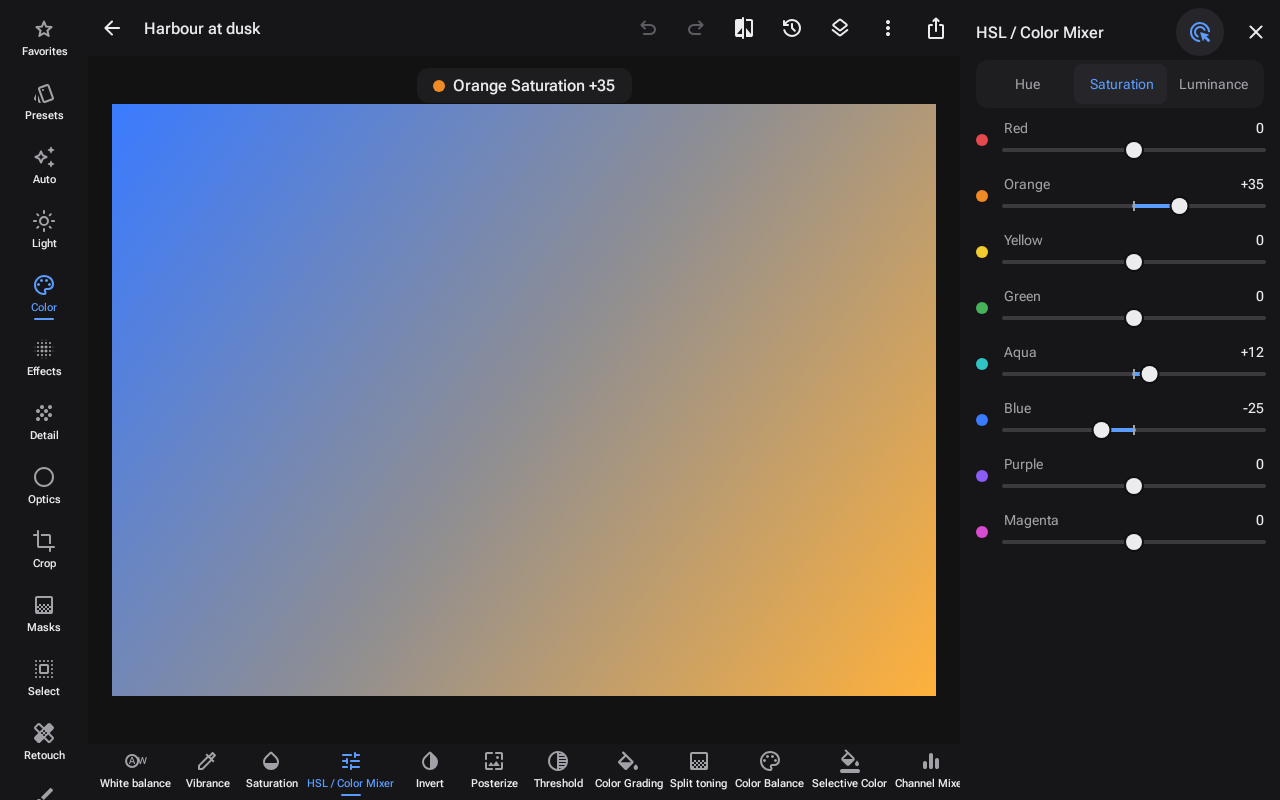 Favorites
Presets
Auto
Light
Color
Effects
Detail
Optics
Crop
Masks
Select
Retouch
Harbour at dusk
Orange Saturation +35
White balance
Vibrance
Saturation
HSL / Color Mixer
Invert
Posterize
Threshold
Color Grading
Split toning
Color Balance
Selective Color
Channel Mixe
HSL / Color Mixer
Hue
Saturation
Luminance
Red 0
Orange +35
Yellow 0
Green 0
Aqua +12
Blue -25
Purple 0
Magenta 0